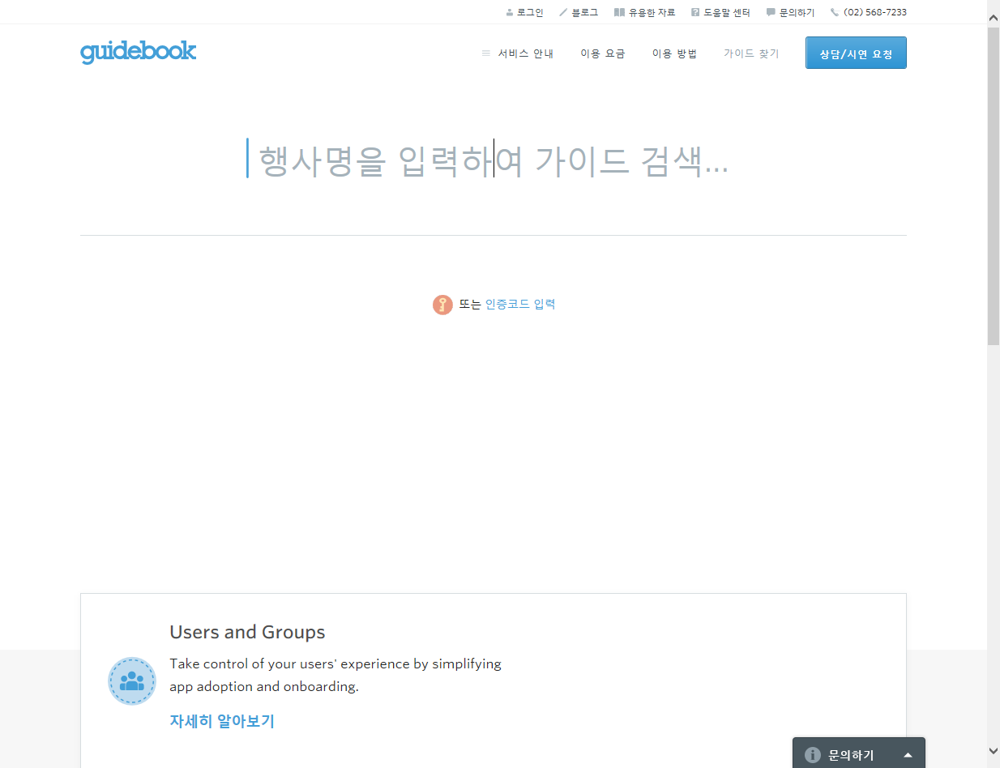 로그인 블로그 유용한 자료 도움말 센터 문의하기 (02) 568-7233
guidebook 서비스 안내 이용 요금 이용 방법 가이드 찾기 상담/시연 요청
행사명을 입력하여 가이드 검색...
또는 인증코드 입력
Users and Groups
Take control of your users' experience by simplifying
app adoption and onboarding.
자세히 알아보기
문의하기